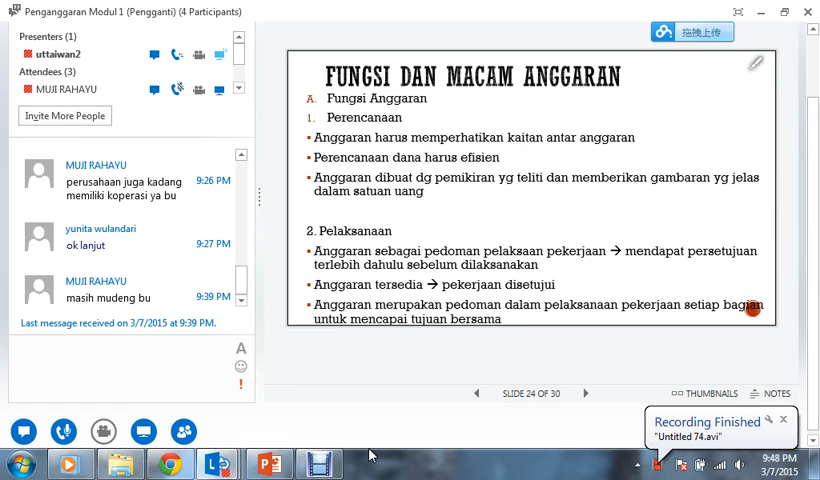 Penganggaran Modul 1 (Pengganti) (4 Participants)
Presenters (1)
uttaiwan2
Attendees (3)
MUJI RAHAYU
Invite More People
MUJI RAHAYU
perusahaan juga kadang
memiliki koperasi ya bu
9:26 PM
yunita wulandari
ok lanjut
9:27 PM
MUJI RAHAYU
masih mudeng bu
9:39 PM
Last message received on 3/7/2015 at 9:39 PM.
拖拽上传
FUNGSI DAN MACAM ANGGARAN
A. Fungsi Anggaran
1. Perencanaan
▪ Anggaran harus memperhatikan kaitan antar anggaran
▪ Perencanaan dana harus efisien
▪ Anggaran dibuat dg pemikiran yg teliti dan memberikan gambaran yg jelas
dalam satuan uang
2. Pelaksanaan
▪ Anggaran sebagai pedoman pelaksaan pekerjaan → mendapat persetujuan
terlebih dahulu sebelum dilaksanakan
▪ Anggaran tersedia → pekerjaan disetujui
▪ Anggaran merupakan pedoman dalam pelaksanaan pekerjaan setiap bagian
untuk mencapai tujuan bersama
SLIDE 24 OF 30
THUMBNAILS
NOTES
Recording Finished
"Untitled 74.avi"
9:48 PM
3/7/2015